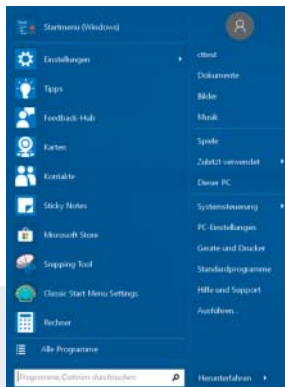 Startmenü (Windows)
Einstellungen
Tipps
Feedback-Hub
Karten
Kontakte
Sticky Notes
Microsoft Store
Snipping Tool
Classic Start Menu Settings
Rechner
Alle Programme
Programme/Dateien durchsuchen
cttest
Dokumente
Bilder
Musik
Spiele
Zuletzt verwendet
Dieser PC
Systemsteuerung
PC-Einstellungen
Geräte und Drucker
Standardprogramme
Hilfe und Support
Ausführen...
Herunterfahren